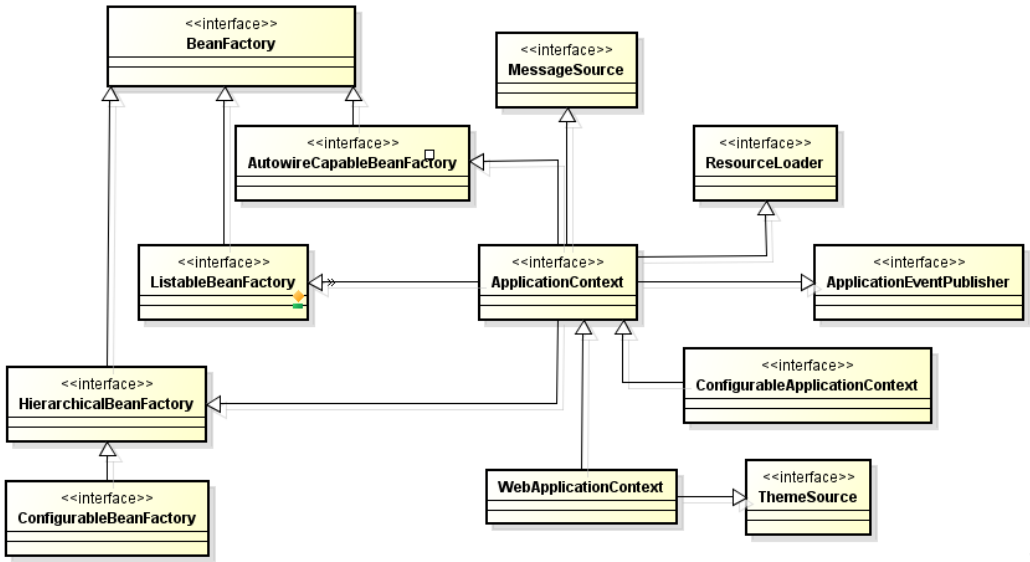 <<interface>>
BeanFactory
<<interface>>
MessageSource
<<interface>>
AutowireCapableBeanFactory
<<interface>>
ResourceLoader
<<interface>>
ListableBeanFactory
<<interface>>
ApplicationContext
<<interface>>
ApplicationEventPublisher
<<interface>>
ConfigurableApplicationContext
<<interface>>
HierarchicalBeanFactory
WebApplicationContext
<<interface>>
ThemeSource
<<interface>>
ConfigurableBeanFactory